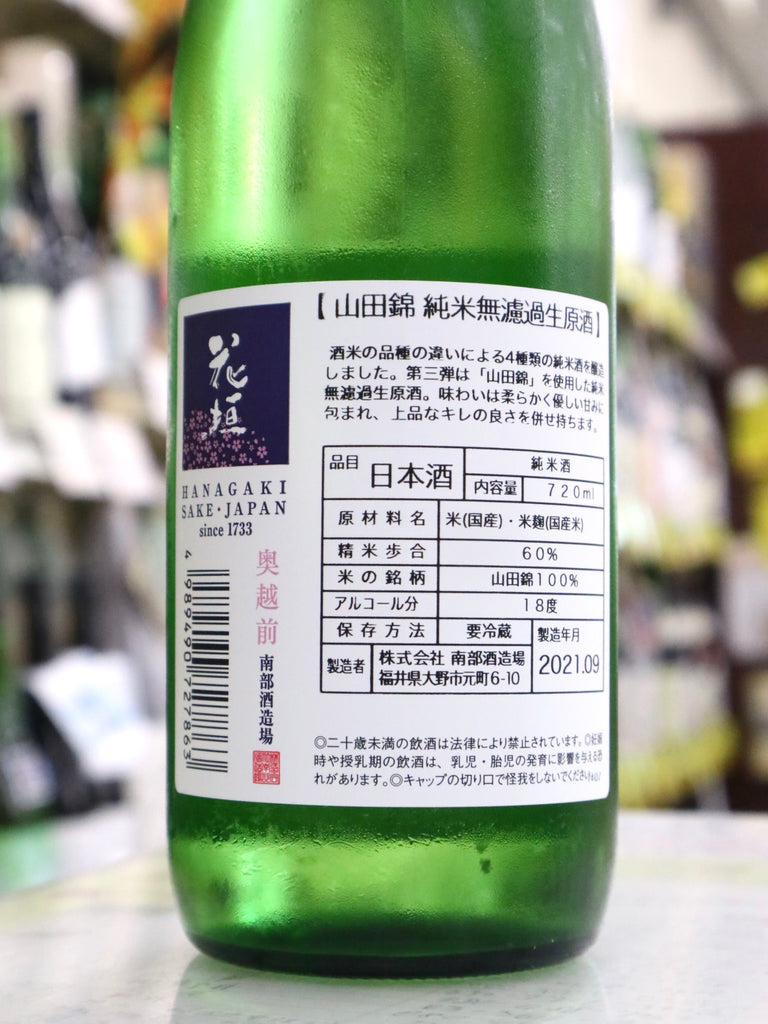 花垣
HANAGAKI
SAKE・JAPAN
since 1733
奥越前
南部酒造場
4 989490 727863
【山田錦 純米無濾過生原酒】
酒米の品種の違いによる4種類の純米酒を醸造
しました。第三弾は「山田錦」を使用した純米
無濾過生原酒。味わいは柔らかく優しい甘みに
包まれ、上品なキレの良さを併せ持ちます。
品目 日本酒 純米酒
内容量 720ml
原材料名 米(国産)・米麹(国産米)
精米歩合 60%
米の銘柄 山田錦100%
アルコール分 18度
保存方法 要冷蔵 製造年月
2021.09
製造者 株式会社 南部酒造場
福井県大野市元町6-10
◎二十歳未満の飲酒は法律により禁止されています。◎妊娠
時や授乳期の飲酒は、乳児・胎児の発育に影響を与える恐
れがあります。◎キャップの切り口で怪我をしないでください